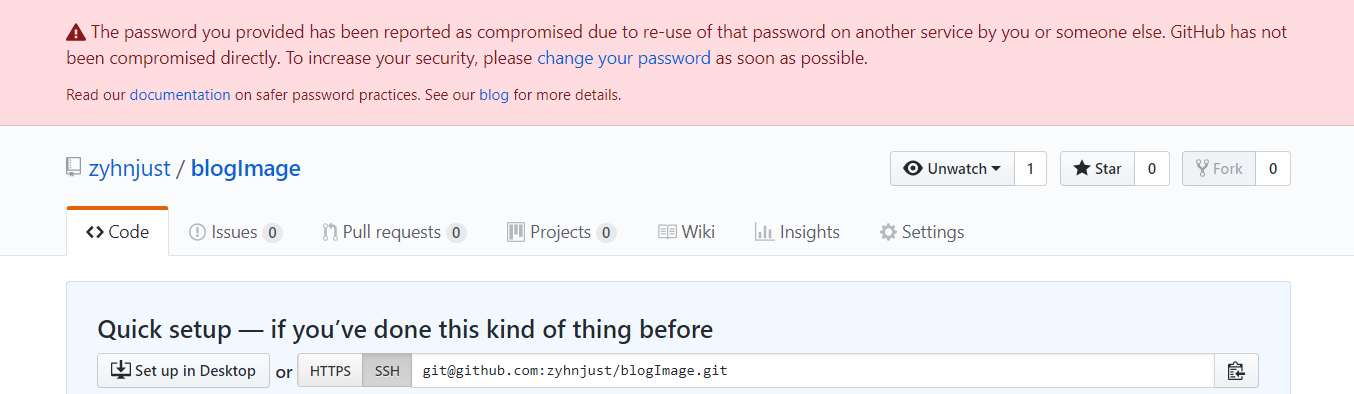 The password you provided has been reported as compromised due to re-use of that password on another service by you or someone else. GitHub has not
been compromised directly. To increase your security, please change your password as soon as possible.
Read our documentation on safer password practices. See our blog for more details.
zyhnjust / blogImage
Unwatch 1 Star 0 Fork 0
Code Issues 0 Pull requests 0 Projects 0 Wiki Insights Settings
Quick setup — if you’ve done this kind of thing before
Set up in Desktop or HTTPS SSH git@github.com:zyhnjust/blogImage.git